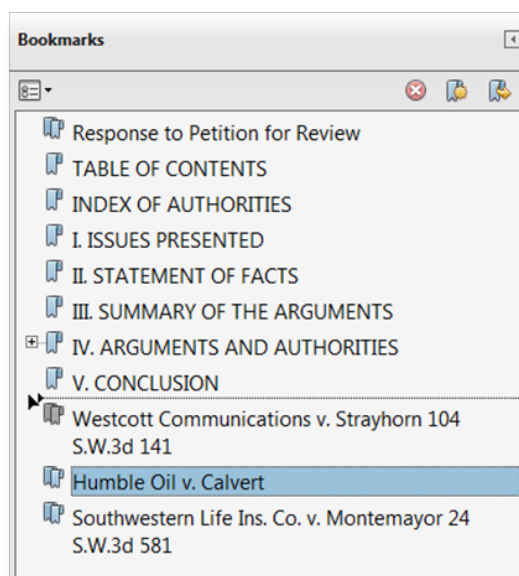 Bookmarks
Response to Petition for Review
TABLE OF CONTENTS
INDEX OF AUTHORITIES
I. ISSUES PRESENTED
II. STATEMENT OF FACTS
III. SUMMARY OF THE ARGUMENTS
IV. ARGUMENTS AND AUTHORITIES
V. CONCLUSION
Westcott Communications v. Strayhorn 104
S.W.3d 141
Humble Oil v. Calvert
Southwestern Life Ins. Co. v. Montemayor 24
S.W.3d 581